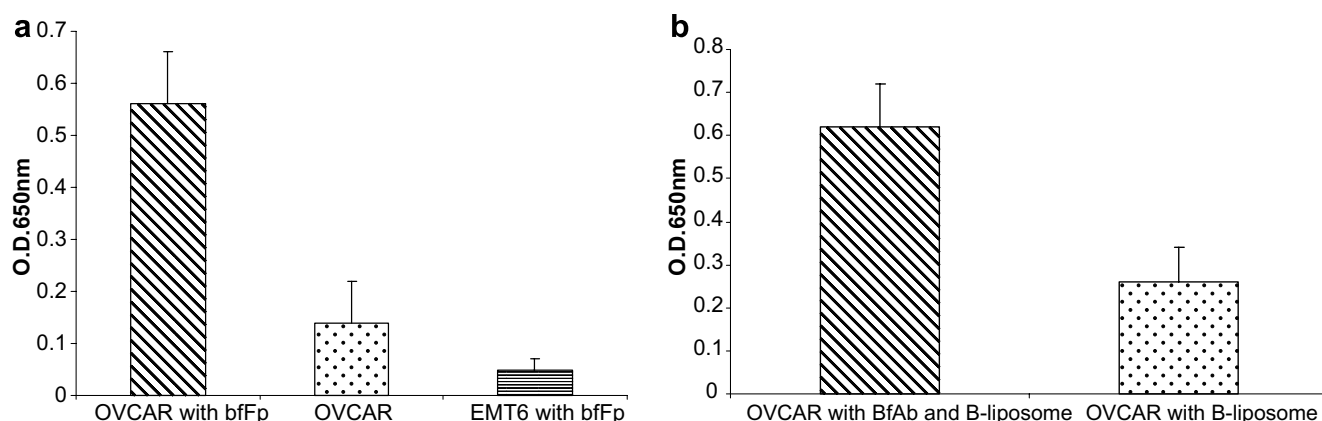 a
0.7
0.6
0.5
0.4
0.3
0.2
0.1
0
O.D.650nm
OVCAR with bfFp OVCAR EMT6 with bfFp
b
0.8
0.7
0.6
0.5
0.4
0.3
0.2
0.1
0
O.D.650nm
OVCAR with BfAb and B-liposome OVCAR with B-liposome